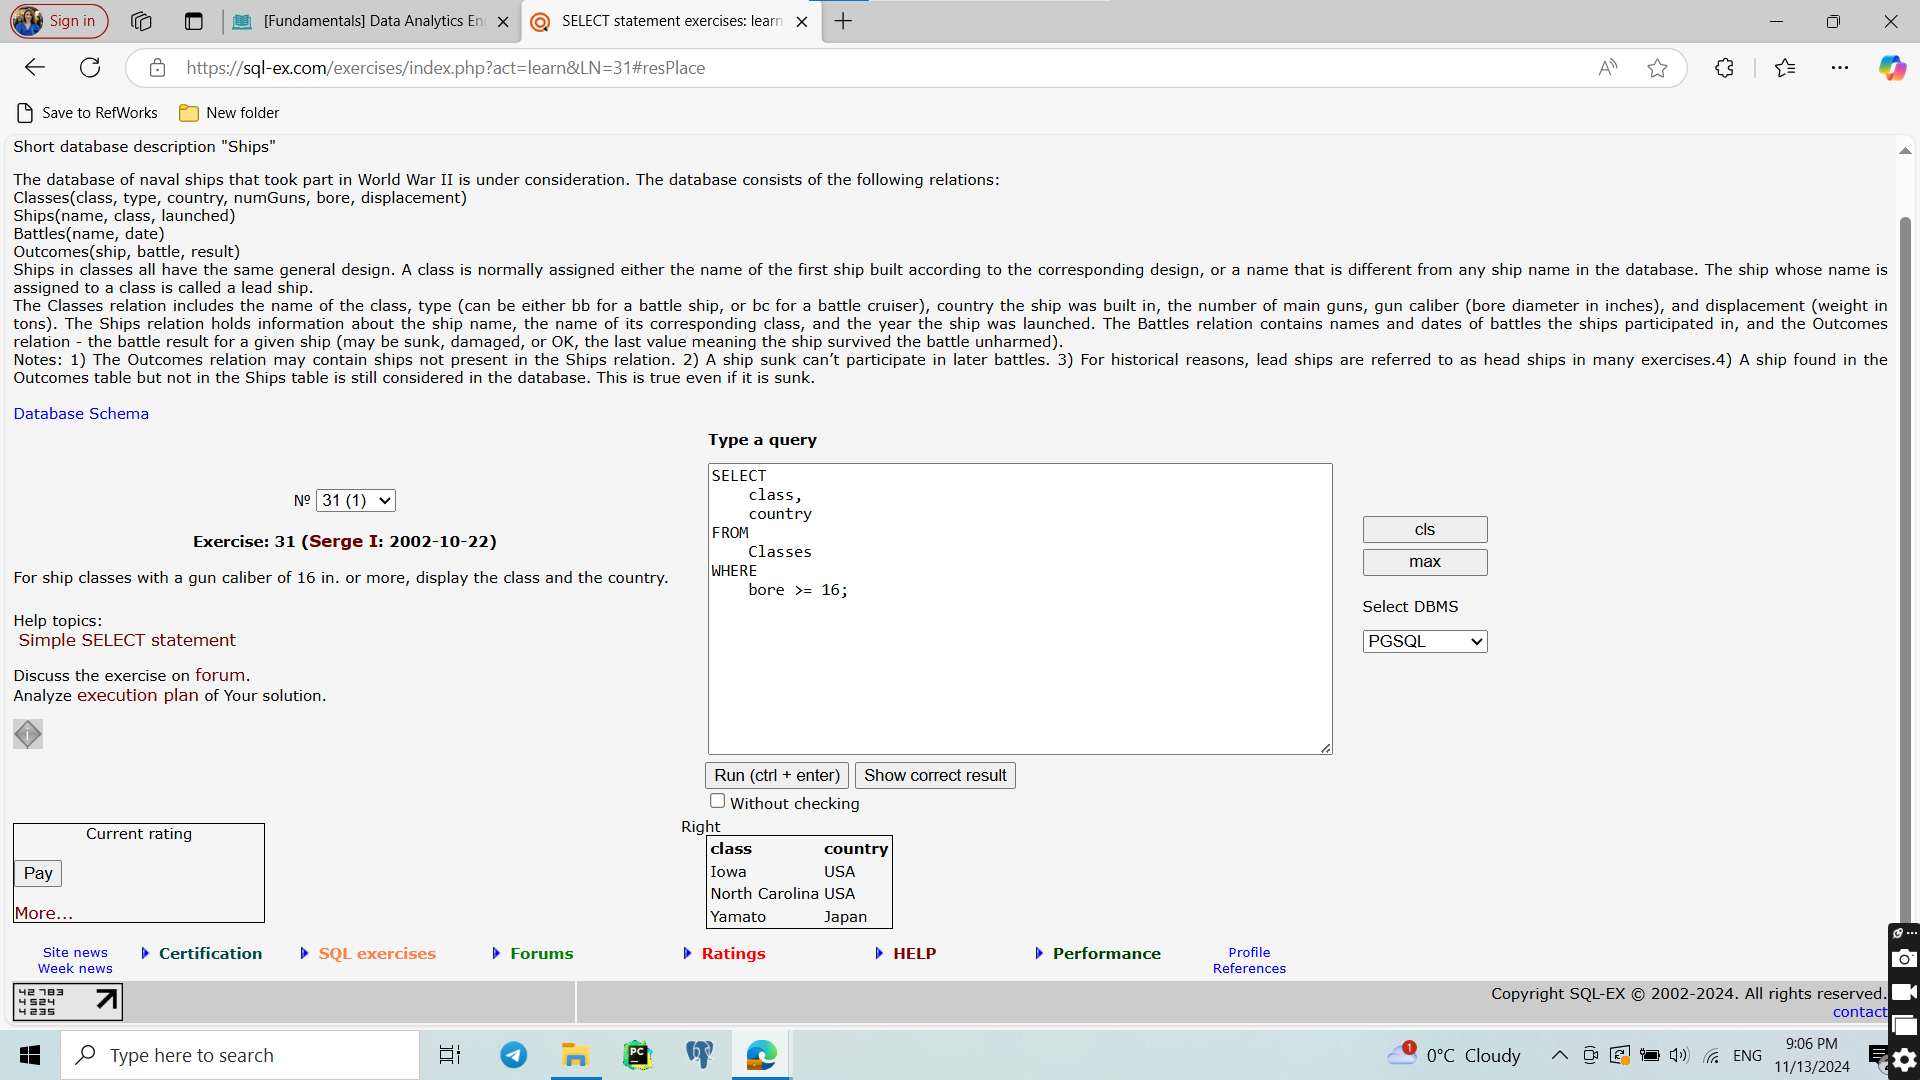 Sign in
[Fundamentals] Data Analytics En
SELECT statement exercises: learn
https://sql-ex.com/exercises/index.php?act=learn&LN=31#resPlace
Save to RefWorks
New folder
Short database description "Ships"
The database of naval ships that took part in World War II is under consideration. The database consists of the following relations:
Classes(class, type, country, numGuns, bore, displacement)
Ships(name, class, launched)
Battles(name, date)
Outcomes(ship, battle, result)
Ships in classes all have the same general design. A class is normally assigned either the name of the first ship built according to the corresponding design, or a name that is different from any ship name in the database. The ship whose name is
assigned to a class is called a lead ship.
The Classes relation includes the name of the class, type (can be either bb for a battle ship, or bc for a battle cruiser), country the ship was built in, the number of main guns, gun caliber (bore diameter in inches), and displacement (weight in
tons). The Ships relation holds information about the ship name, the name of its corresponding class, and the year the ship was launched. The Battles relation contains names and dates of battles the ships participated in, and the Outcomes
relation - the battle result for a given ship (may be sunk, damaged, or OK, the last value meaning the ship survived the battle unharmed).
Notes: 1) The Outcomes relation may contain ships not present in the Ships relation. 2) A ship sunk can’t participate in later battles. 3) For historical reasons, lead ships are referred to as head ships in many exercises.4) A ship found in the
Outcomes table but not in the Ships table is still considered in the database. This is true even if it is sunk.
Database Schema
Nº 31 (1)
Exercise: 31 (Serge I: 2002-10-22)
For ship classes with a gun caliber of 16 in. or more, display the class and the country.
Help topics:
Simple SELECT statement
Discuss the exercise on forum.
Analyze execution plan of Your solution.
Type a query
SELECT
class,
country
FROM
Classes
WHERE
bore >= 16;
cls
max
Select DBMS
PGSQL
Run (ctrl + enter)
Show correct result
Without checking
Current rating
Pay
More...
Right
class country
Iowa USA
North Carolina USA
Yamato Japan
Site news
Week news
Certification
SQL exercises
Forums
Ratings
HELP
Performance
Profile
References
42 783
4 524
4 235
Copyright SQL-EX © 2002-2024. All rights reserved.
contact
Type here to search
PC
1
0°C Cloudy
ENG
9:06 PM
11/13/2024